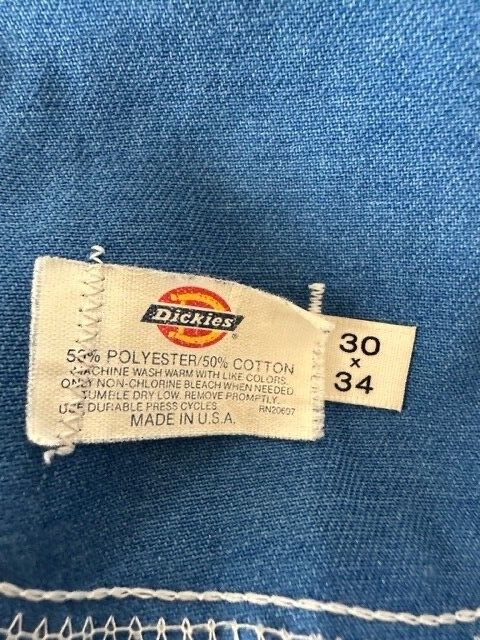 Dickies
50% POLYESTER/50% COTTON
MACHINE WASH WARM WITH LIKE COLORS.
ONLY NON-CHLORINE BLEACH WHEN NEEDED
TUMBLE DRY LOW. REMOVE PROMPTLY.
USE DURABLE PRESS CYCLES RN20697
MADE IN U.S.A.
30
x
34